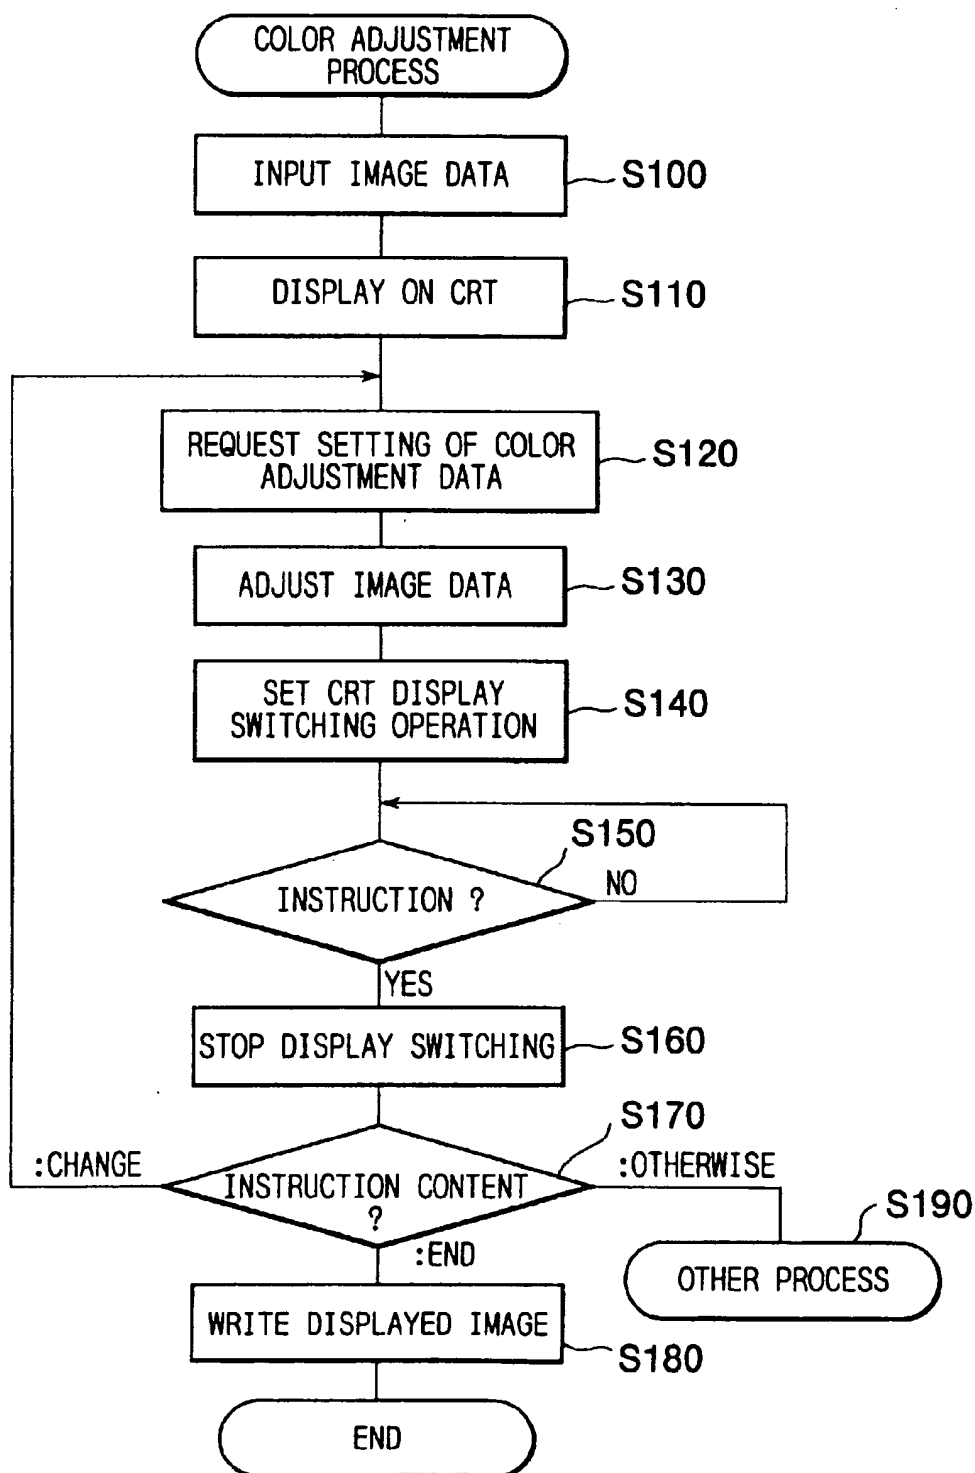 COLOR ADJUSTMENT
PROCESS
INPUT IMAGE DATA
S100
DISPLAY ON CRT
S110
REQUEST SETTING OF COLOR
ADJUSTMENT DATA
S120
ADJUST IMAGE DATA
S130
SET CRT DISPLAY
SWITCHING OPERATION
S140
S150
INSTRUCTION ?
NO
YES
STOP DISPLAY SWITCHING
S160
S170
:CHANGE
INSTRUCTION CONTENT
?
:OTHERWISE
:END
S190
OTHER PROCESS
WRITE DISPLAYED IMAGE
S180
END